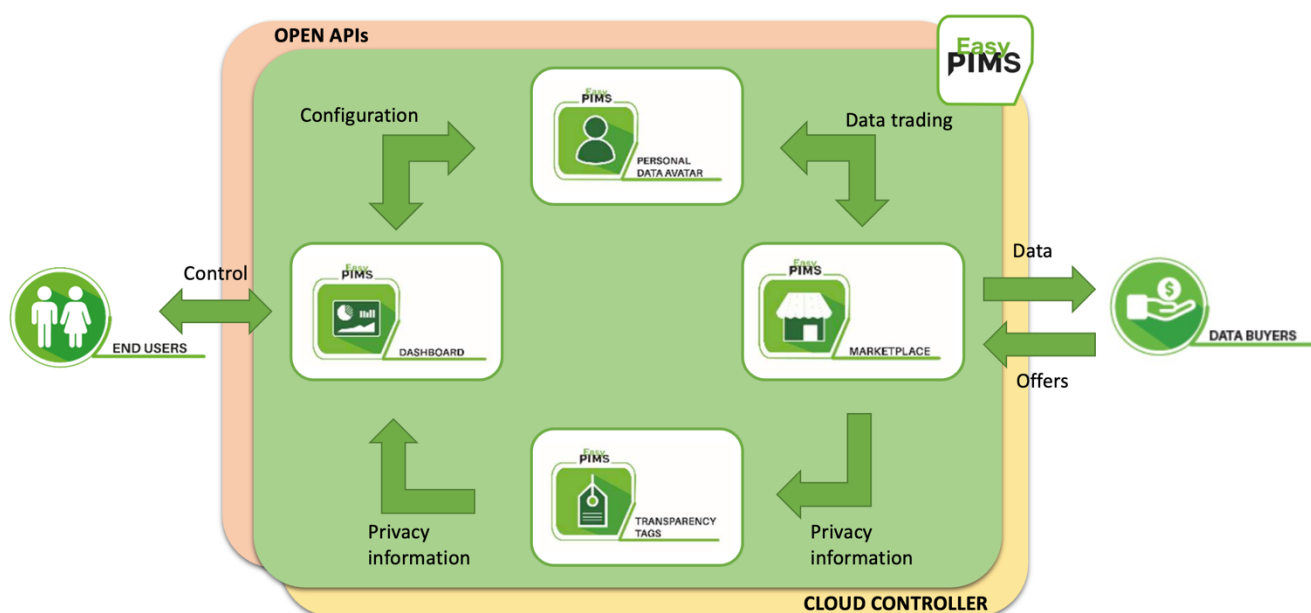 OPEN APIs
Easy
PIMS
Easy
PIMS
PERSONAL
DATA AVATAR
Configuration
Data trading
Control
END USERS
Easy
PIMS
DASHBOARD
Easy
PIMS
MARKETPLACE
Data
$
DATA BUYERS
Offers
Easy
PIMS
TRANSPARENCY
TAGS
Privacy
information
Privacy
information
CLOUD CONTROLLER